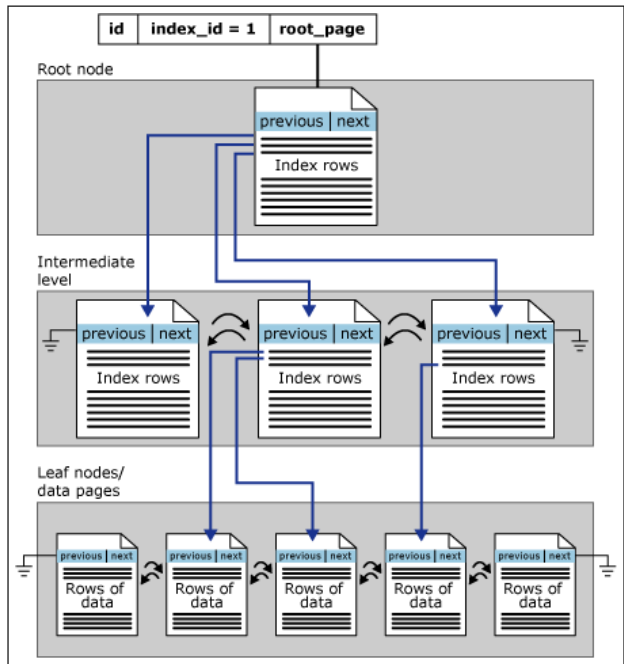 id index_id = 1 root_page
Root node
previous next
Index rows
Intermediate
level
previous next previous next previous next
Index rows Index rows Index rows
Leaf nodes/
data pages
previous next previous next previous next previous next previous next
Rows of Rows of Rows of Rows of Rows of
data data data data data